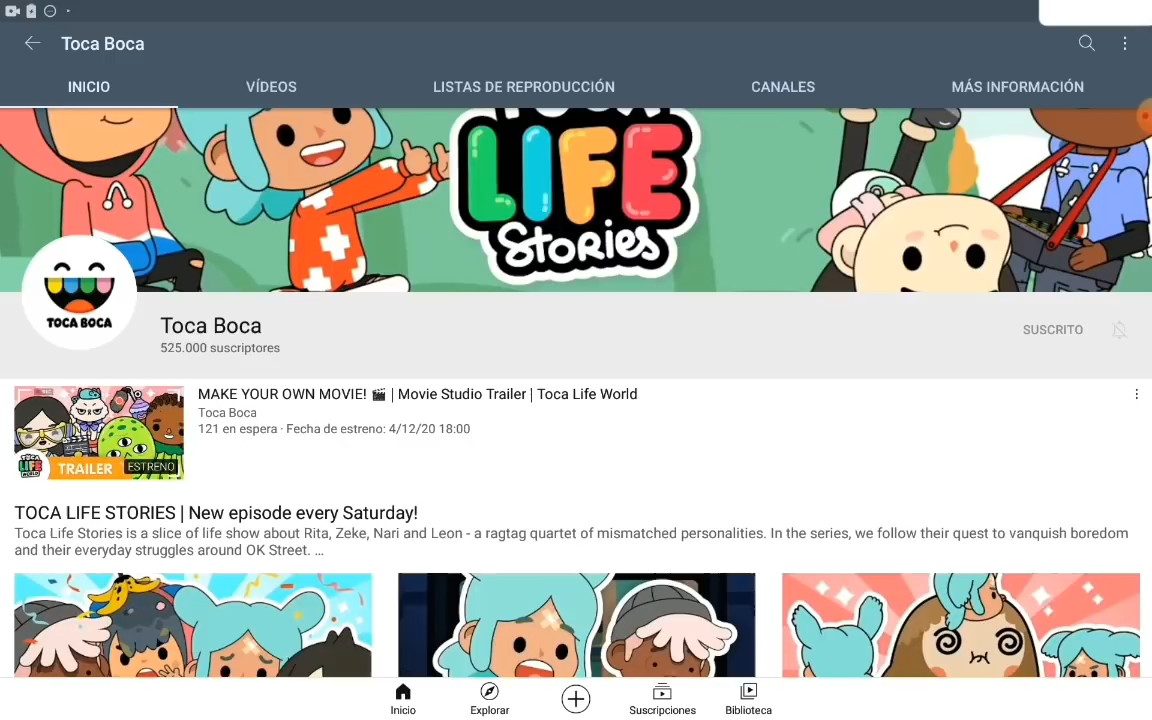 Toca Boca
INICIO
VÍDEOS
LISTAS DE REPRODUCCIÓN
CANALES
MÁS INFORMACIÓN
LIFE
Stories
TOCA BOCA
Toca Boca
525.000 suscriptores
SUSCRITO
MAKE YOUR OWN MOVIE! 🎬 | Movie Studio Trailer | Toca Life World
Toca Boca
121 en espera · Fecha de estreno: 4/12/20 18:00
TOCA
LIFE
WORLD
TRAILER
ESTRENO
TOCA LIFE STORIES | New episode every Saturday!
Toca Life Stories is a slice of life show about Rita, Zeke, Nari and Leon - a ragtag quartet of mismatched personalities. In the series, we follow their quest to vanquish boredom
and their everyday struggles around OK Street. ...
Inicio
Explorar
Suscripciones
Biblioteca